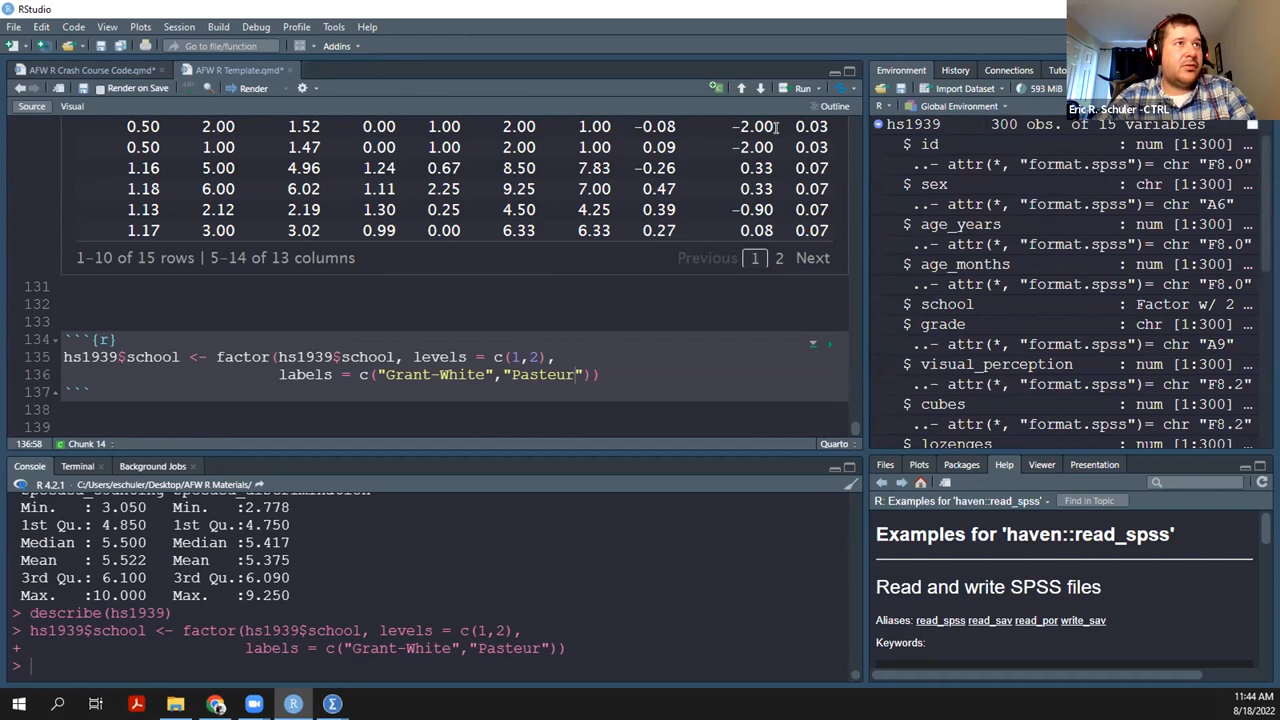 RStudio
File Edit Code View Plots Session Build Debug Profile Tools Help
Go to file/function Addins
AFW R Crash Course Code.qmd* AFW R Template.qmd*
Render on Save Render Run
Source Visual Outline
0.50 2.00 1.52 0.00 1.00 2.00 1.00 −0.08 −2.00 0.03
0.50 1.00 1.47 0.00 1.00 2.00 1.00 0.09 −2.00 0.03
1.16 5.00 4.96 1.24 0.67 8.50 7.83 −0.26 0.33 0.07
1.18 6.00 6.02 1.11 2.25 9.25 7.00 0.47 0.33 0.07
1.13 2.12 2.19 1.30 0.25 4.50 4.25 0.39 −0.90 0.07
1.17 3.00 3.02 0.99 0.00 6.33 6.33 0.27 0.08 0.07
1-10 of 15 rows | 5-14 of 13 columns Previous 1 2 Next
131
132
133
134 ```{r}
135 hs1939$school <- factor(hs1939$school, levels = c(1,2),
136 labels = c("Grant-White","Pasteur"))
137 ```
138
139
136:58 Chunk 14 Quarto
Console Terminal Background Jobs
R 4.2.1 C:/Users/eschuler/Desktop/AFW R Materials/
Min. : 3.050 Min. :2.778
1st Qu.: 4.850 1st Qu.:4.750
Median : 5.500 Median :5.417
Mean : 5.522 Mean :5.375
3rd Qu.: 6.100 3rd Qu.:6.090
Max. :10.000 Max. :9.250
> describe(hs1939)
> hs1939$school <- factor(hs1939$school, levels = c(1,2),
+ labels = c("Grant-White","Pasteur"))
>
Environment History Connections Tuto
Import Dataset 593 MiB
Eric R. Schuler -CTRL
R Global Environment
hs1939 300 obs. of 15 variables
$ id : num [1:300] …
..- attr(*, "format.spss")= chr "F8.0"
$ sex : chr [1:300] …
..- attr(*, "format.spss")= chr "A6"
$ age_years : num [1:300] …
..- attr(*, "format.spss")= chr "F8.0"
$ age_months : num [1:300] …
..- attr(*, "format.spss")= chr "F8.0"
$ school : Factor w/ 2 …
$ grade : chr [1:300] …
..- attr(*, "format.spss")= chr "A9"
$ visual_perception : num [1:300] …
..- attr(*, "format.spss")= chr "F8.2"
$ cubes : num [1:300] …
..- attr(*, "format.spss")= chr "F8.2"
$ lozenges : num [1:300] …
Files Plots Packages Help Viewer Presentation
R: Examples for 'haven::read_spss' Find in Topic
Examples for 'haven::read_spss'
Read and write SPSS files
Aliases: read_spss read_sav read_por write_sav
Keywords:
11:44 AM
8/18/2022